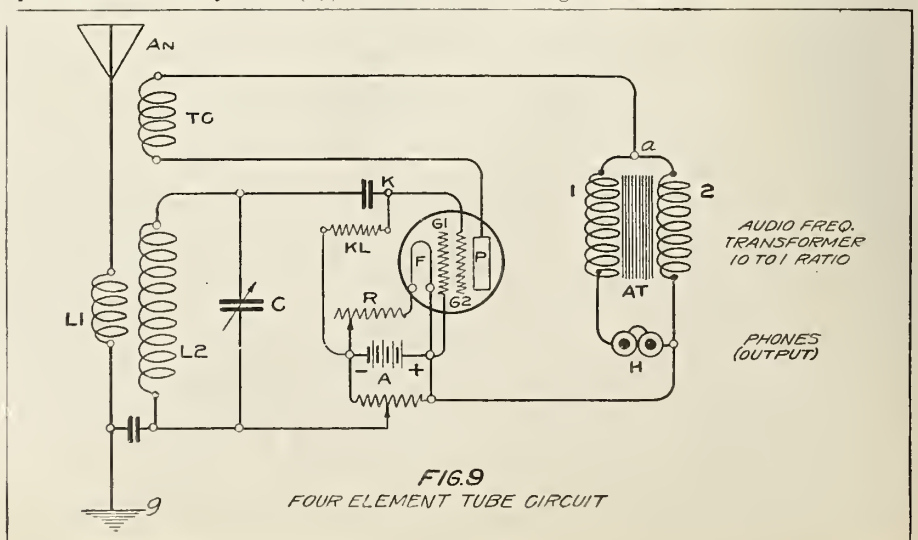 AN
TC
a
K
1
2
G1
KL
F
P
AUDIO FREQ.
TRANSFORMER
10 TO 1 RATIO
G2
AT
R
C
L1
L2
PHONES
(OUTPUT)
H
- +
A
FIG.9
g
FOUR ELEMENT TUBE CIRCUIT